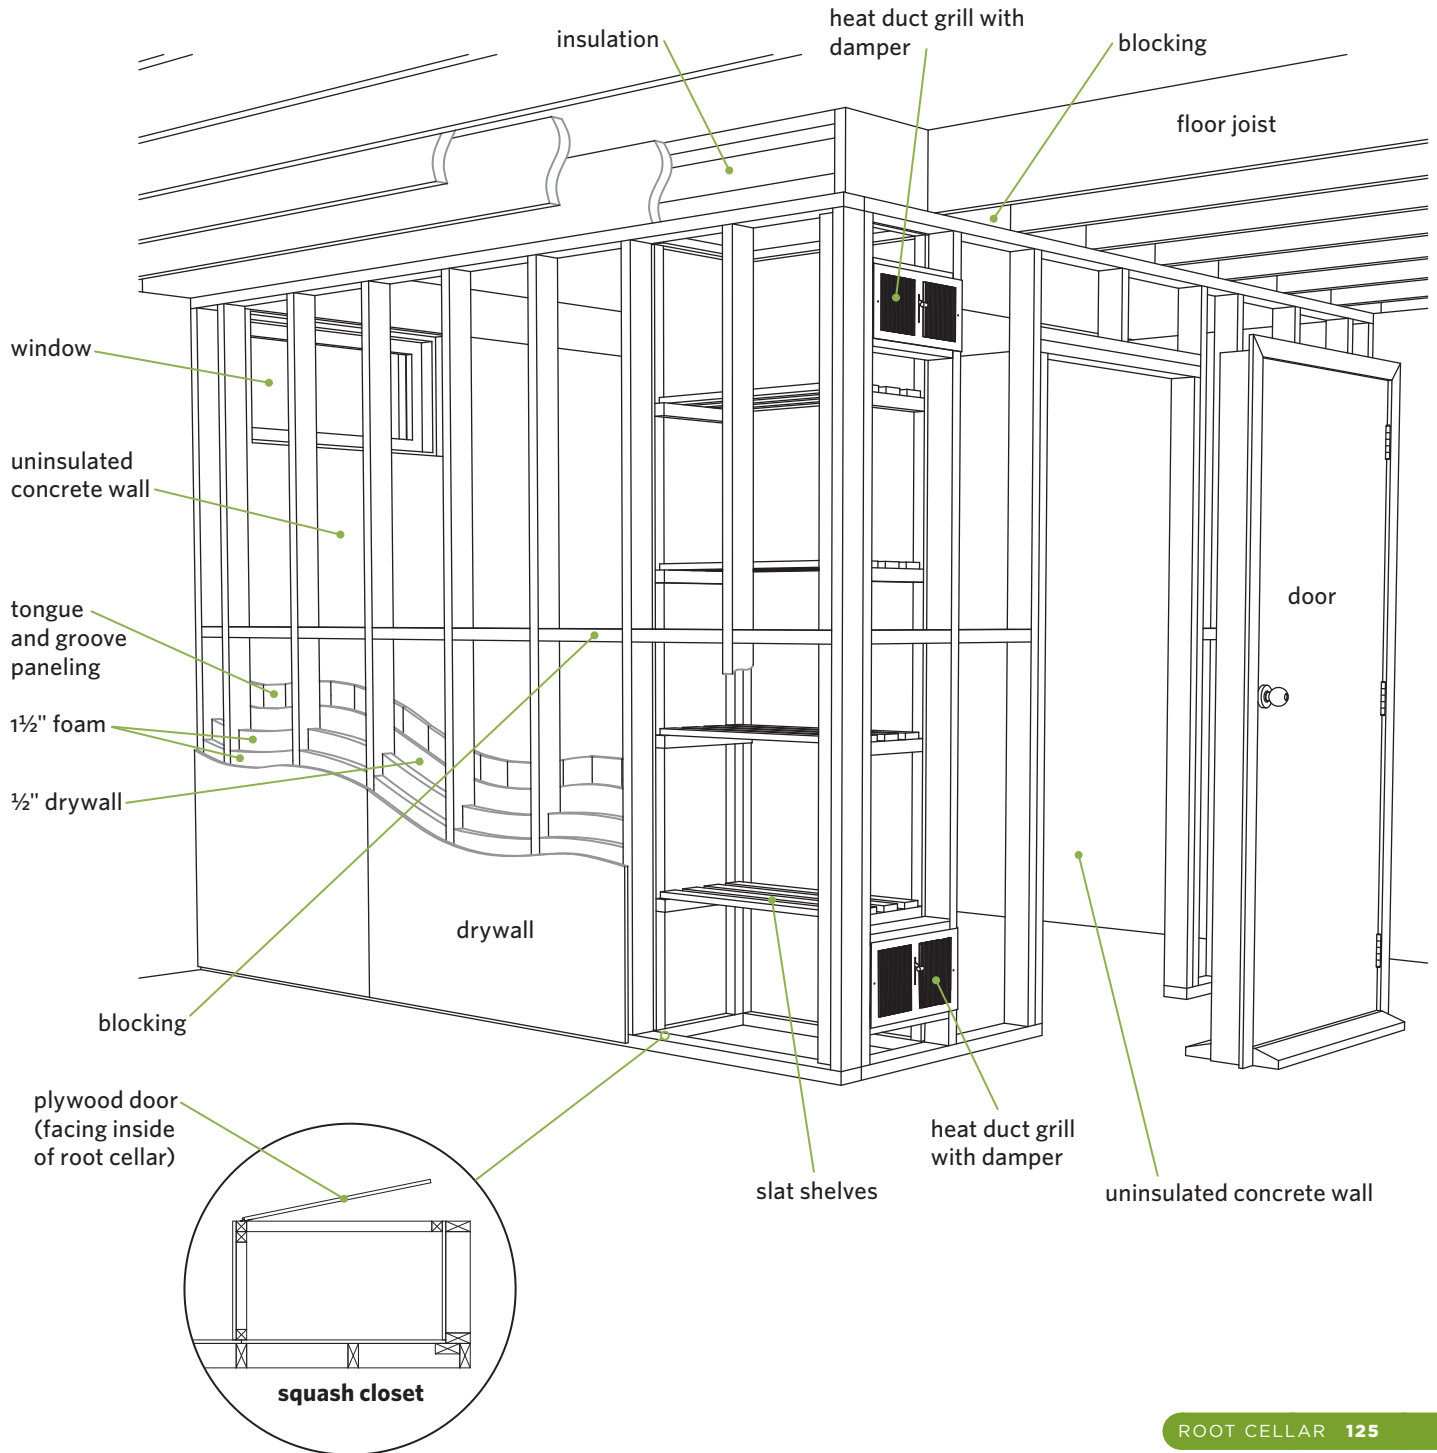 heat duct grill with
damper
insulation
blocking
floor joist
window
uninsulated
concrete wall
tongue
and groove
paneling
1½" foam
½" drywall
door
drywall
blocking
plywood door
(facing inside
of root cellar)
heat duct grill
with damper
slat shelves
uninsulated concrete wall
squash closet
ROOT CELLAR 125